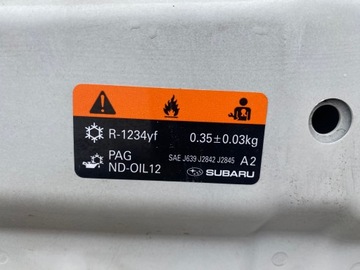 R-1234yf 0.35±0.03kg
PAG
ND-OIL12
SAE J639 J2842 J2845 A2
SUBARU